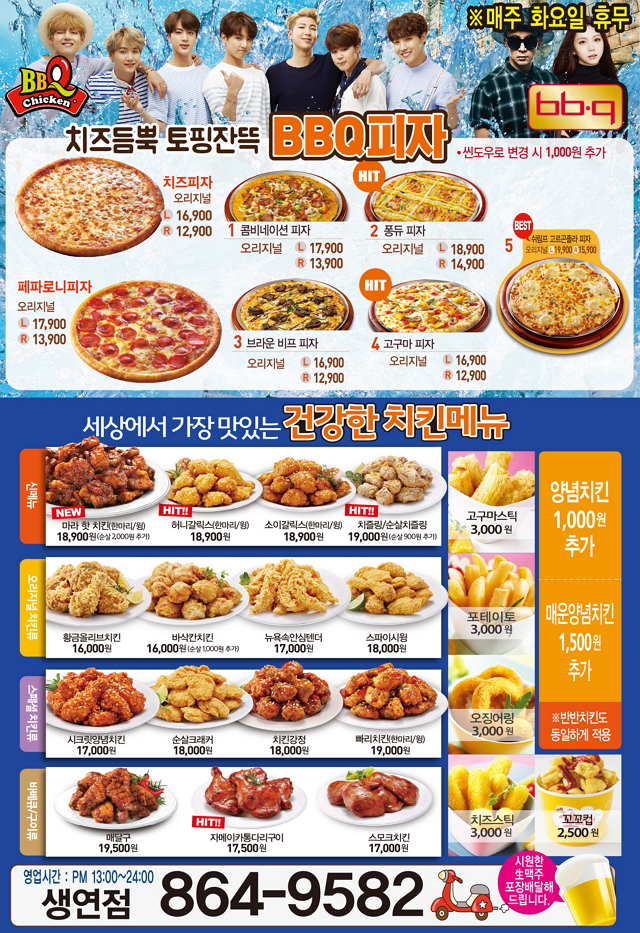 ※매주 화요일 휴무
BBQ
Chicken
bb.q
치즈듬뿍 토핑잔뜩 BBQ피자
•씬도우로 변경 시 1,000원 추가
치즈피자
오리지널
L 16,900
R 12,900
1 콤비네이션 피자
오리지널 L 17,900
R 13,900
HIT
2 퐁듀 피자
오리지널 L 18,900
R 14,900
BEST
5
쉬림프 고르곤졸라 피자
오리지널 L 19,900 R 15,900
페파로니피자
오리지널
L 17,900
R 13,900
3 브라운 비프 피자
오리지널 L 16,900
R 12,900
HIT
4 고구마 피자
오리지널 L 16,900
R 12,900
세상에서 가장 맛있는 건강한 치킨메뉴
신메뉴
NEW
마라 핫 치킨(한마리/윙)
18,900원(순살 2,000원 추가)
HIT!!
허니갈릭스(한마리/윙)
18,900원
소이갈릭스(한마리/윙)
18,900원
HIT!!
치즐링/순살치즐링
19,000원(순살 900원 추가)
오리지널 치킨류
황금올리브치킨
16,000원
바삭칸치킨
16,000원(순살 1,000원 추가)
뉴욕속안심텐더
17,000원
스파이시윙
18,000원
스페셜 치킨류
시크릿양념치킨
17,000원
순살크래커
18,000원
치킨강정
18,000원
빠리치킨(한마리/윙)
19,000원
바베큐/구이류
매달구
19,500원
HIT!!
자메이카통다리구이
17,500원
스모크치킨
17,000원
고구마스틱
3,000원
포테이토
3,000원
오징어링
3,000원
치즈스틱
3,000원
꼬꼬컵
2,500원
양념치킨
1,000원
추가
매운양념치킨
1,500원
추가
※반반치킨도
동일하게 적용
영업시간 : PM 13:00~24:00
생연점 864-9582
시원한
生맥주
포장배달해
드립니다.